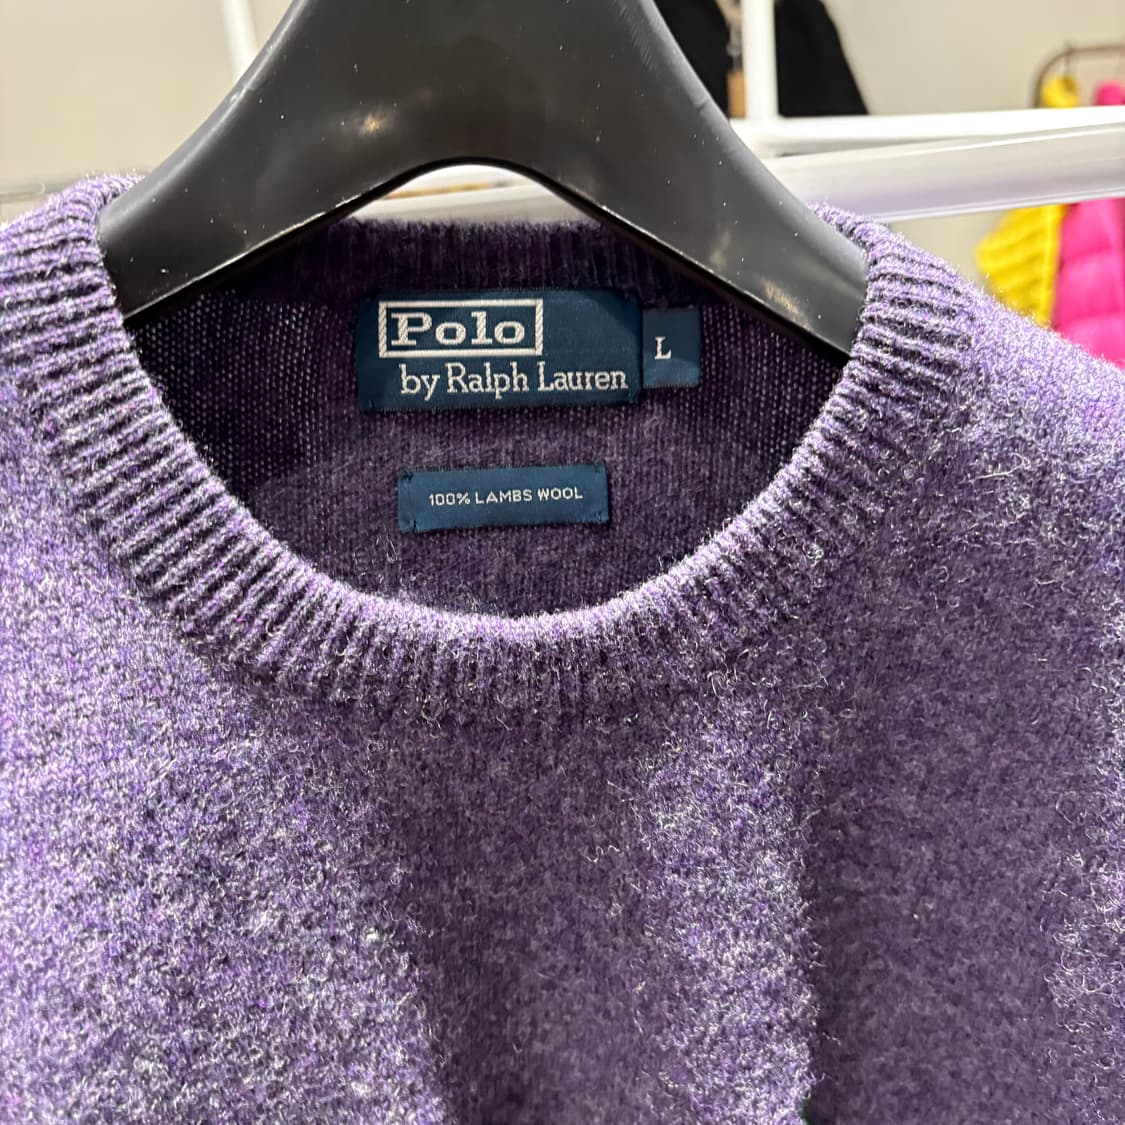 Polo
by Ralph Lauren
L
100% LAMBS WOOL